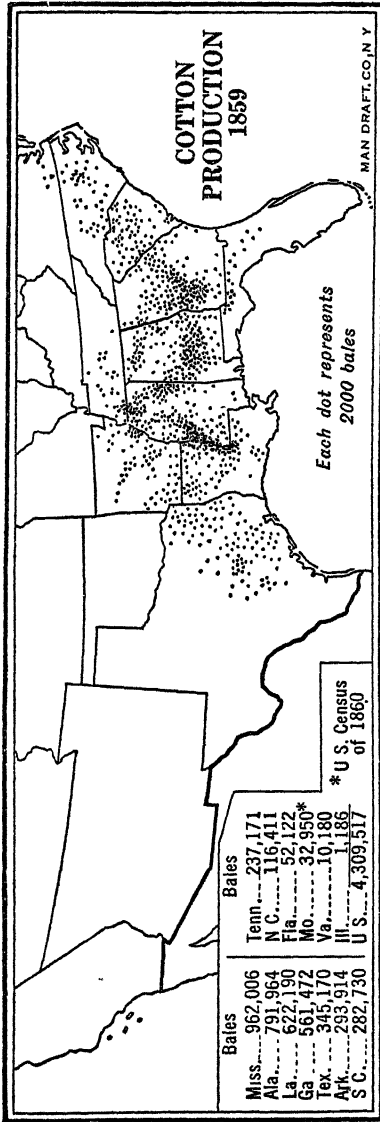 COTTON
PRODUCTION
1859
Each dot represents
2000 bales
MAN DRAFT.CO,N Y
Bales
Miss....962,006
Ala.....791,964
La......622,190
Ga ....561,472
Tex....345,170
Ark....293,914
S C....282,730
Bales
Tenn....237,171
N C....116,411
Fla.......52,122
Mo......32,950*
Va.......10,180
Ill..........1,186
U S....4,309,517
*U S. Census
of 1860